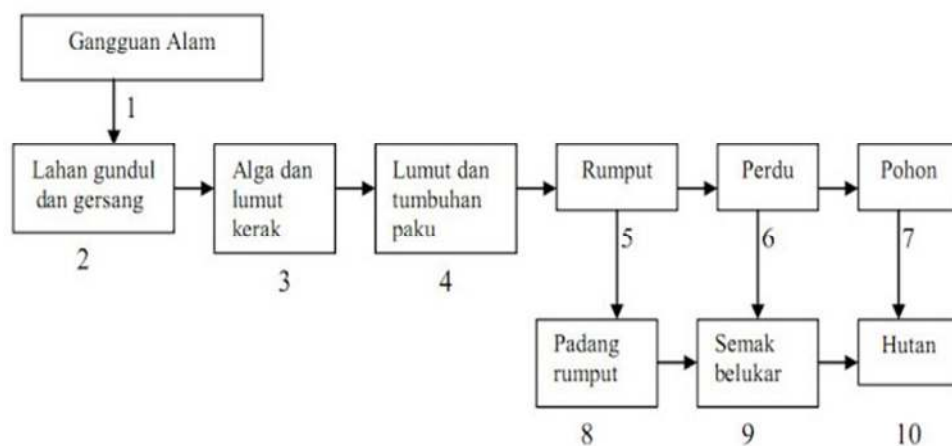 Gangguan Alam
1
Lahan gundul
dan gersang
2
Alga dan
lumut
kerak
3
Lumut dan
tumbuhan
paku
4
Rumput
5
Perdu
6
Pohon
7
Padang
rumput
8
Semak
belukar
9
Hutan
10